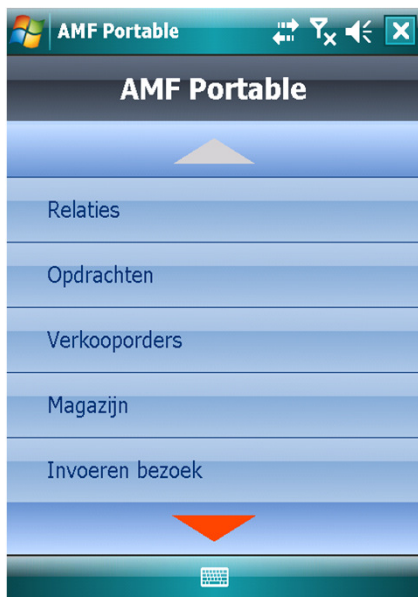 AMF Portable
AMF Portable
Relaties
Opdrachten
Verkooporders
Magazijn
Invoeren bezoek